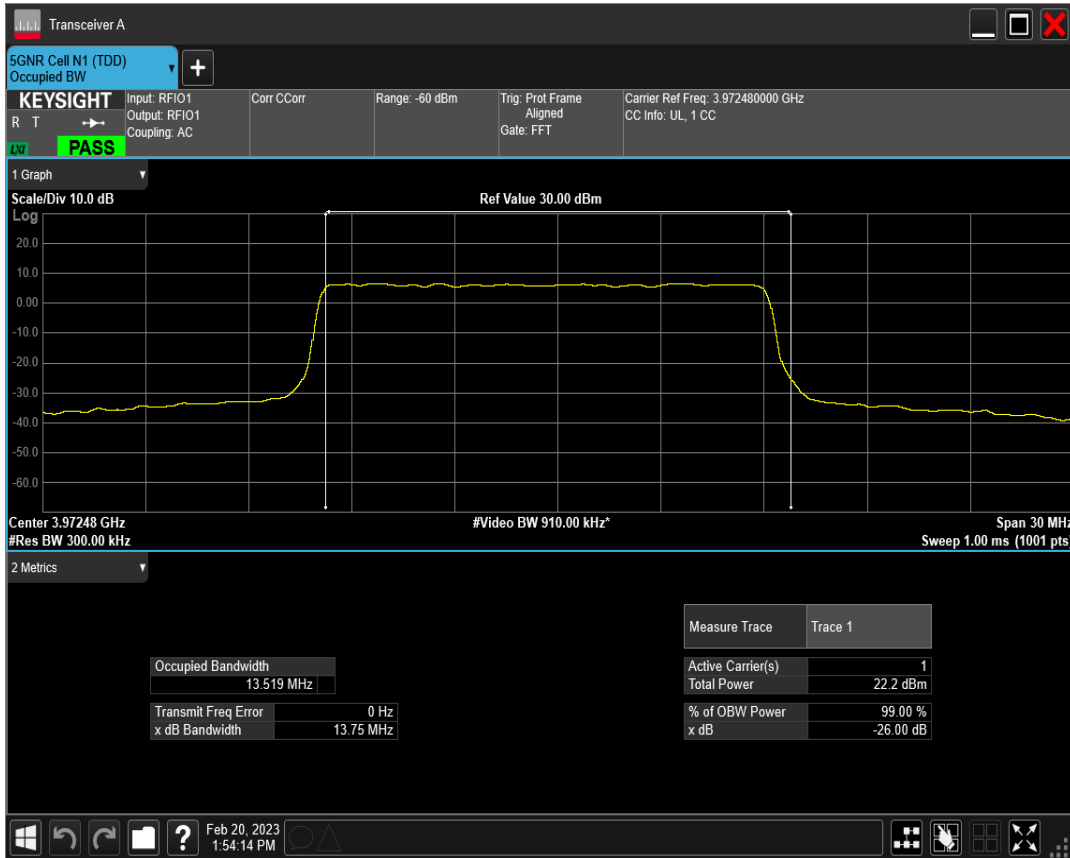 Transceiver A
5GNR Cell N1 (TDD)
Occupied BW
+
KEYSIGHT
R T
LXI
PASS
Input: RFIO1
Output: RFIO1
Coupling: AC
Corr CCorr
Range: -60 dBm
Trig: Prot Frame
Aligned
Gate: FFT
Carrier Ref Freq: 3.972480000 GHz
CC Info: UL, 1 CC
1 Graph
Scale/Div 10.0 dB
Ref Value 30.00 dBm
Log
20.0
10.0
0.00
-10.0
-20.0
-30.0
-40.0
-50.0
-60.0
Center 3.97248 GHz
#Video BW 910.00 kHz*
Span 30 MHz
#Res BW 300.00 kHz
Sweep 1.00 ms (1001 pts)
2 Metrics
Measure Trace Trace 1
Occupied Bandwidth
13.519 MHz
Active Carrier(s) 1
Total Power 22.2 dBm
Transmit Freq Error 0 Hz
x dB Bandwidth 13.75 MHz
% of OBW Power 99.00 %
x dB -26.00 dB
?
Feb 20, 2023
1:54:14 PM